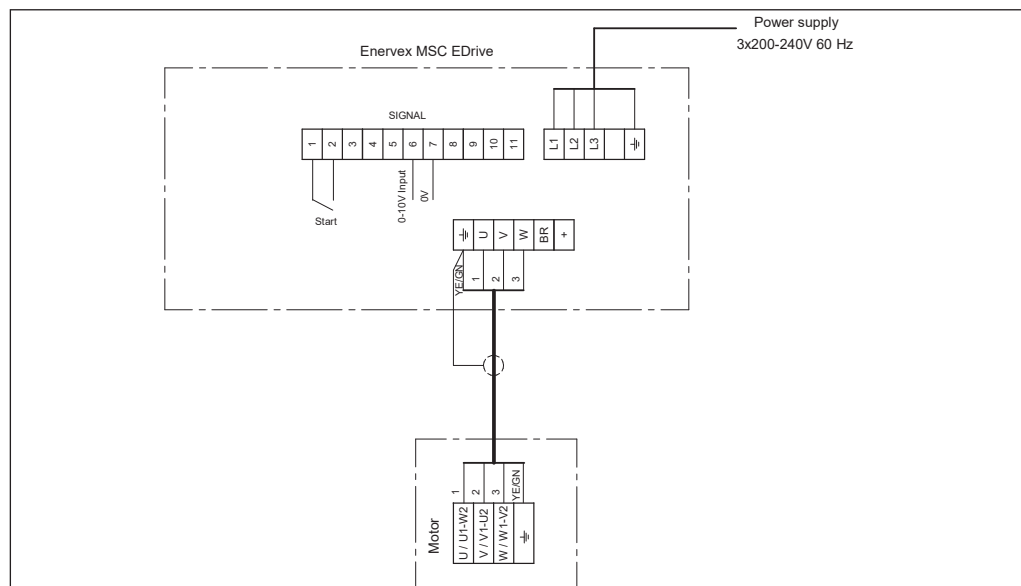 Power supply
3x200-240V 60 Hz
Enervex MSC EDrive
SIGNAL
1 2 3 4 5 6 7 8 9 10 11
L1 L2 L3
0-10V Input
0V
Start
U V W BR +
YE/GN 1 2 3
1 2 3 YE/GN
Motor
U / U1-W2
V / V1-U2
W / W1-V2